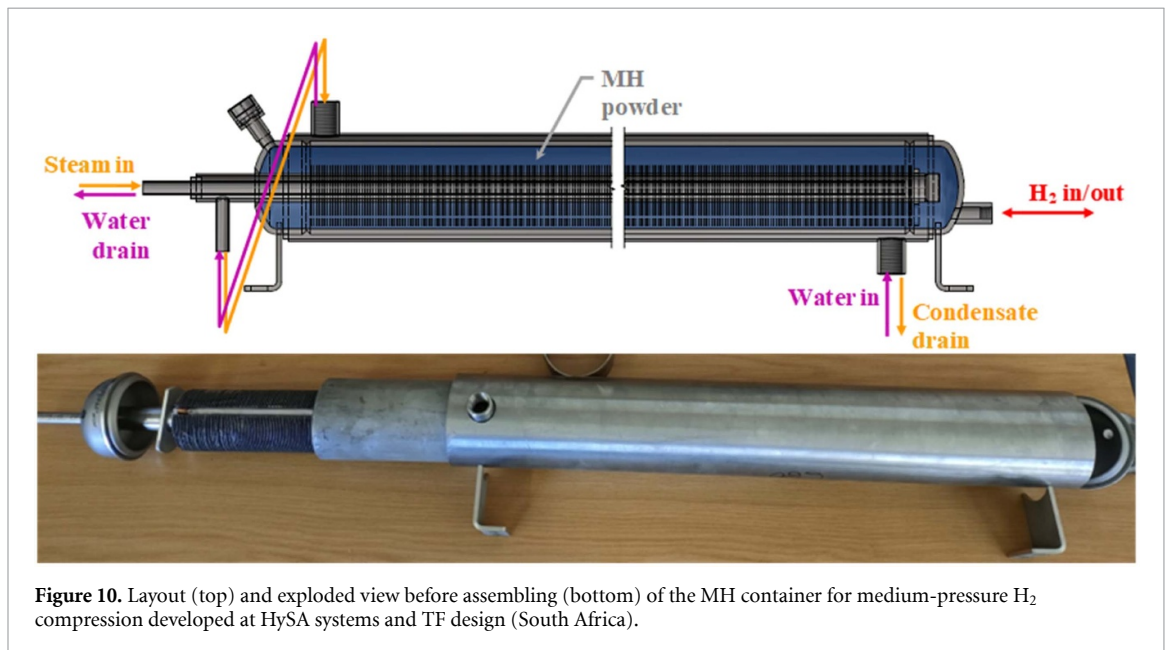 MH
powder
Steam in
Water
drain
H₂ in/out
Water in
Condensate
drain
Figure 10. Layout (top) and exploded view before assembling (bottom) of the MH container for medium-pressure H₂
compression developed at HySA systems and TF design (South Africa).